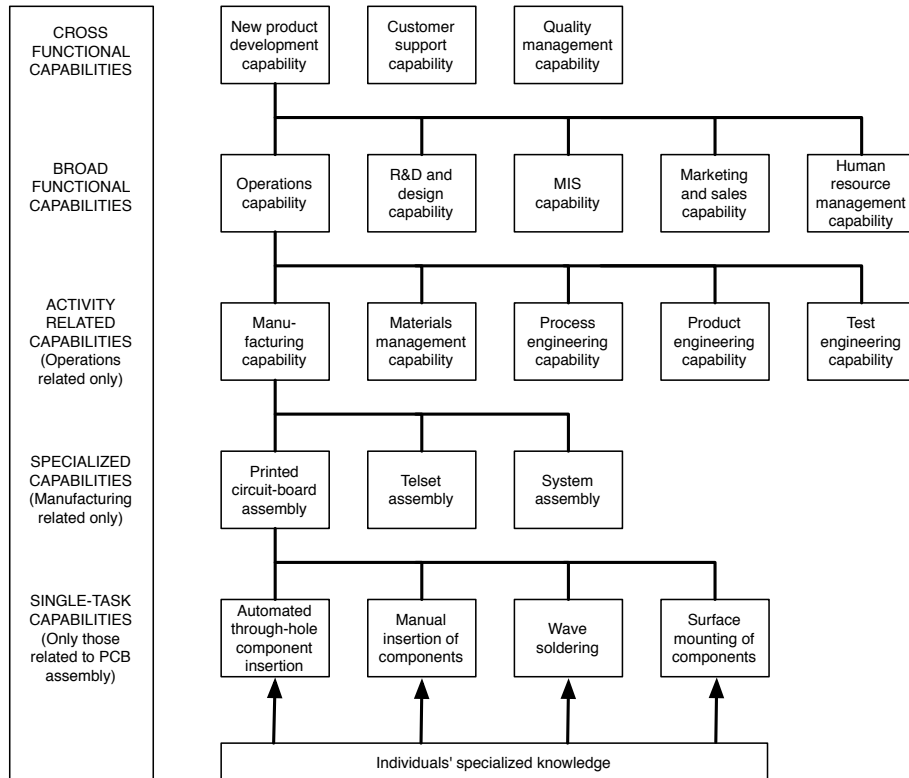 CROSS
FUNCTIONAL
CAPABILITIES
New product
development
capability
Customer
support
capability
Quality
management
capability
BROAD
FUNCTIONAL
CAPABILITIES
Operations
capability
R&D and
design
capability
MIS
capability
Marketing
and sales
capability
Human
resource
management
capability
ACTIVITY
RELATED
CAPABILITIES
(Operations
related only)
Manu-
facturing
capability
Materials
management
capability
Process
engineering
capability
Product
engineering
capability
Test
engineering
capability
SPECIALIZED
CAPABILITIES
(Manufacturing
related only)
Printed
circuit-board
assembly
Telset
assembly
System
assembly
SINGLE-TASK
CAPABILITIES
(Only those
related to PCB
assembly)
Automated
through-hole
component
insertion
Manual
insertion of
components
Wave
soldering
Surface
mounting of
components
Individuals' specialized knowledge